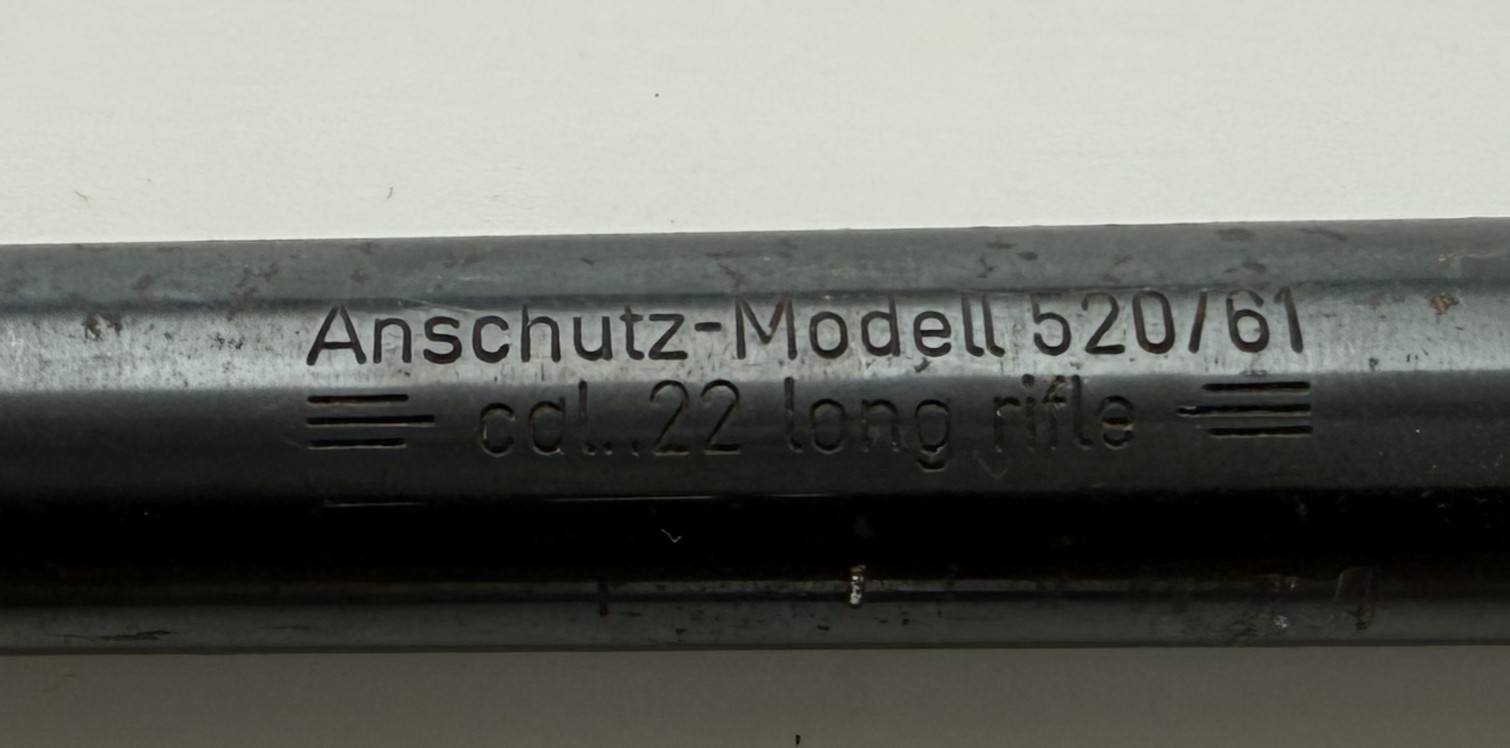 Anschutz-Modell 520/61
cal. .22 long rifle